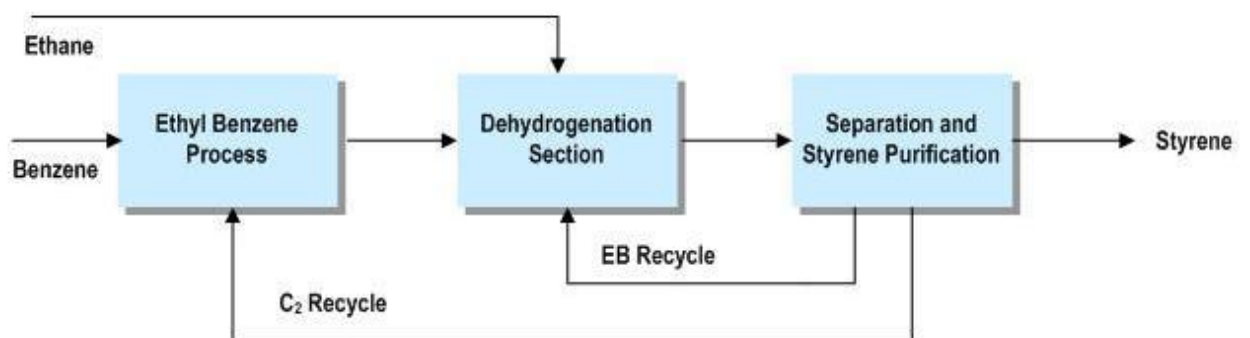 Ethane
Benzene
Ethyl Benzene
Process
Dehydrogenation
Section
Separation and
Styrene Purification
Styrene
EB Recycle
C₂ Recycle